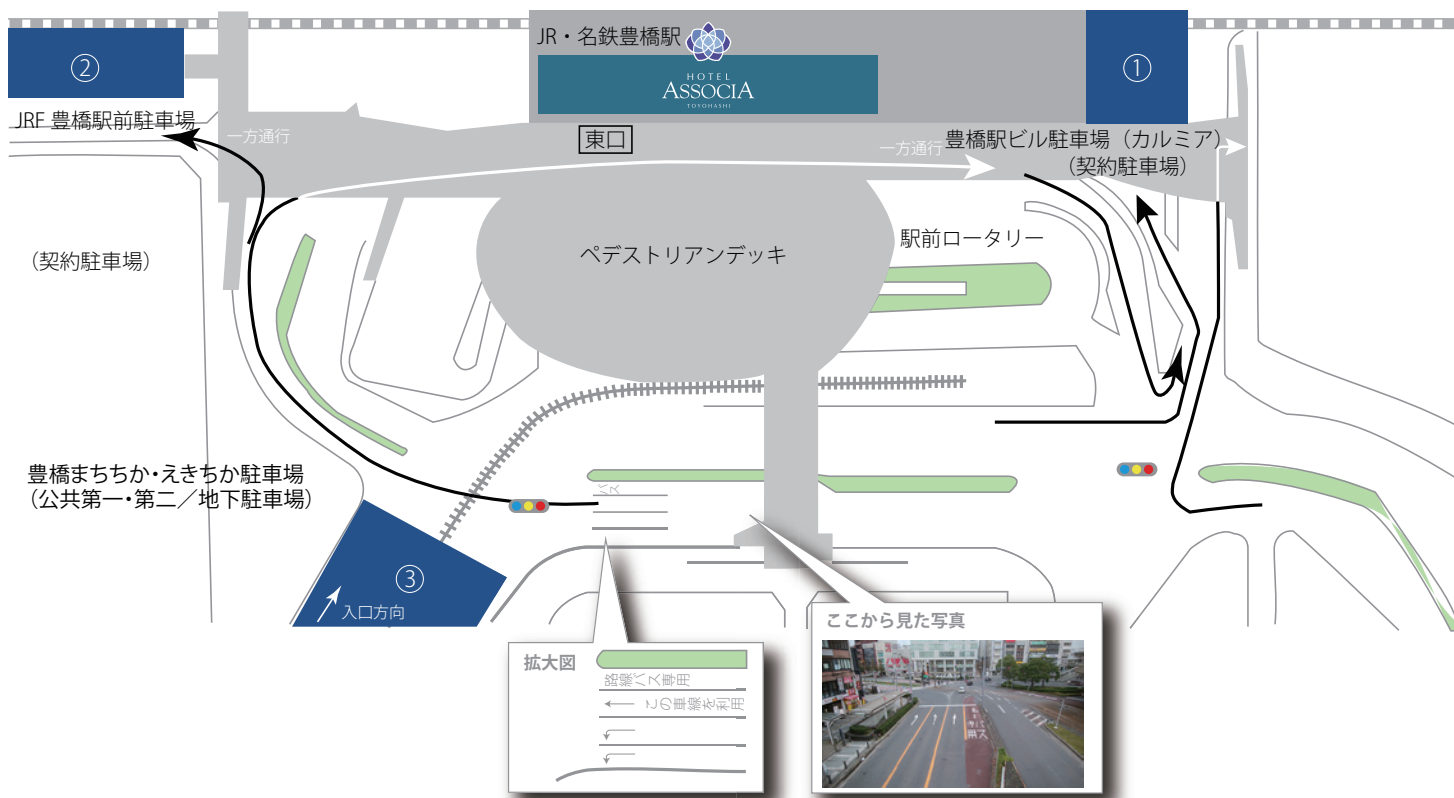 JR・名鉄豊橋駅
HOTEL
ASSOCIA
TOYOHASHI
①
②
JRF 豊橋駅前駐車場
一方通行
東口
一方通行
豊橋駅ビル駐車場（カルミア）
（契約駐車場）
（契約駐車場）
ペデストリアンデッキ
駅前ロータリー
豊橋まちちか・えきちか駐車場
（公共第一・第二／地下駐車場）
バス
③
入口方向
拡大図
路線バス専用
この車線を利用
ここから見た写真